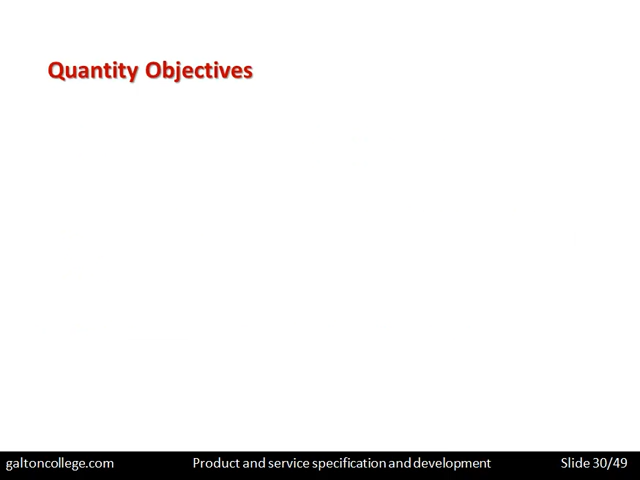 Quantity Objectives
galtoncollege.com Product and service specification and development Slide 30/49